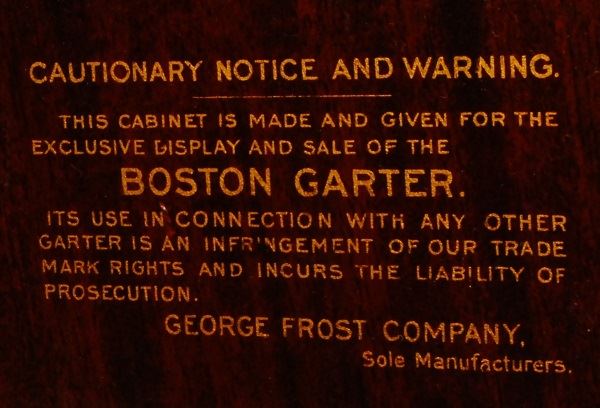 CAUTIONARY NOTICE AND WARNING.
THIS CABINET IS MADE AND GIVEN FOR THE
EXCLUSIVE DISPLAY AND SALE OF THE
BOSTON GARTER.
ITS USE IN CONNECTION WITH ANY OTHER
GARTER IS AN INFRINGEMENT OF OUR TRADE
MARK RIGHTS AND INCURS THE LIABILITY OF
PROSECUTION.
GEORGE FROST COMPANY,
Sole Manufacturers.